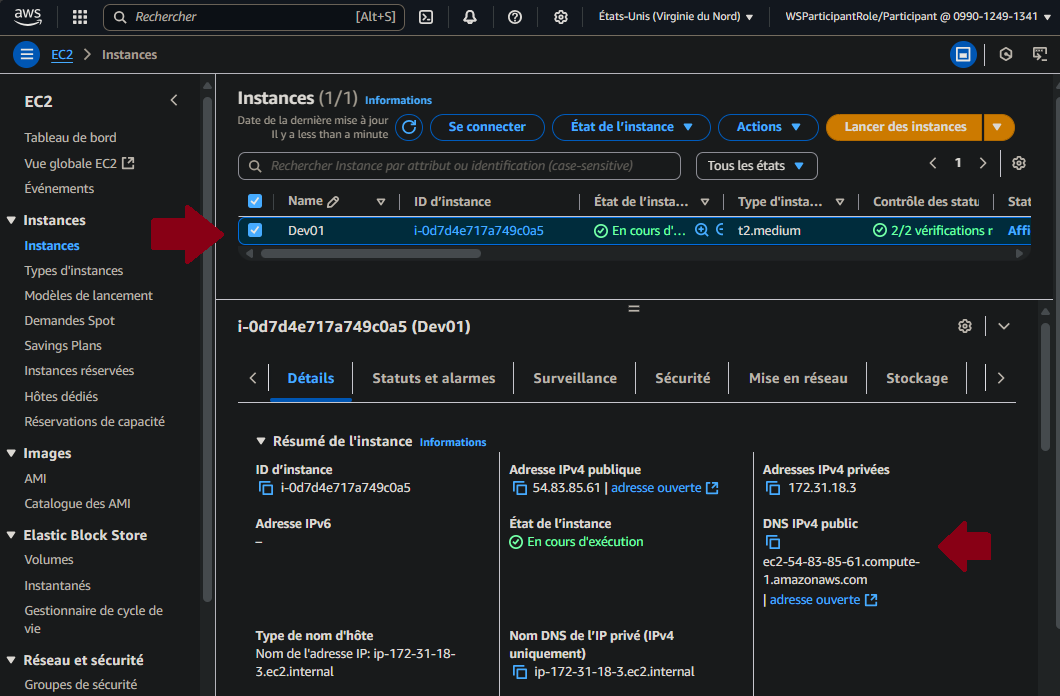 aws
Rechercher
[Alt+S]
États-Unis (Virginie du Nord)
WSParticipantRole/Participant @ 0990-1249-1341
EC2
Instances
EC2
Tableau de bord
Vue globale EC2
Événements
Instances
Instances
Types d'instances
Modèles de lancement
Demandes Spot
Savings Plans
Instances réservées
Hôtes dédiés
Réservations de capacité
Images
AMI
Catalogue des AMI
Elastic Block Store
Volumes
Instantanés
Gestionnaire de cycle de
vie
Réseau et sécurité
Groupes de sécurité
Instances (1/1) Informations
Date de la dernière mise à jour
Il y a less than a minute
Se connecter
État de l'instance
Actions
Lancer des instances
Rechercher Instance par attribut ou identification (case-sensitive)
Tous les états
1
Name
ID d'instance
État de l'insta...
Type d'insta...
Contrôle des statu
Stat
Dev01
i-0d7d4e717a749c0a5
En cours d'...
t2.medium
2/2 vérifications r
Affi
i-0d7d4e717a749c0a5 (Dev01)
Détails
Statuts et alarmes
Surveillance
Sécurité
Mise en réseau
Stockage
Résumé de l'instance Informations
ID d'instance
i-0d7d4e717a749c0a5
Adresse IPv4 publique
54.83.85.61 | adresse ouverte
Adresses IPv4 privées
172.31.18.3
Adresse IPv6
–
État de l'instance
En cours d'exécution
DNS IPv4 public
ec2-54-83-85-61.compute-
1.amazonaws.com
| adresse ouverte
Type de nom d'hôte
Nom de l'adresse IP: ip-172-31-18-
3.ec2.internal
Nom DNS de l'IP privé (IPv4
uniquement)
ip-172-31-18-3.ec2.internal